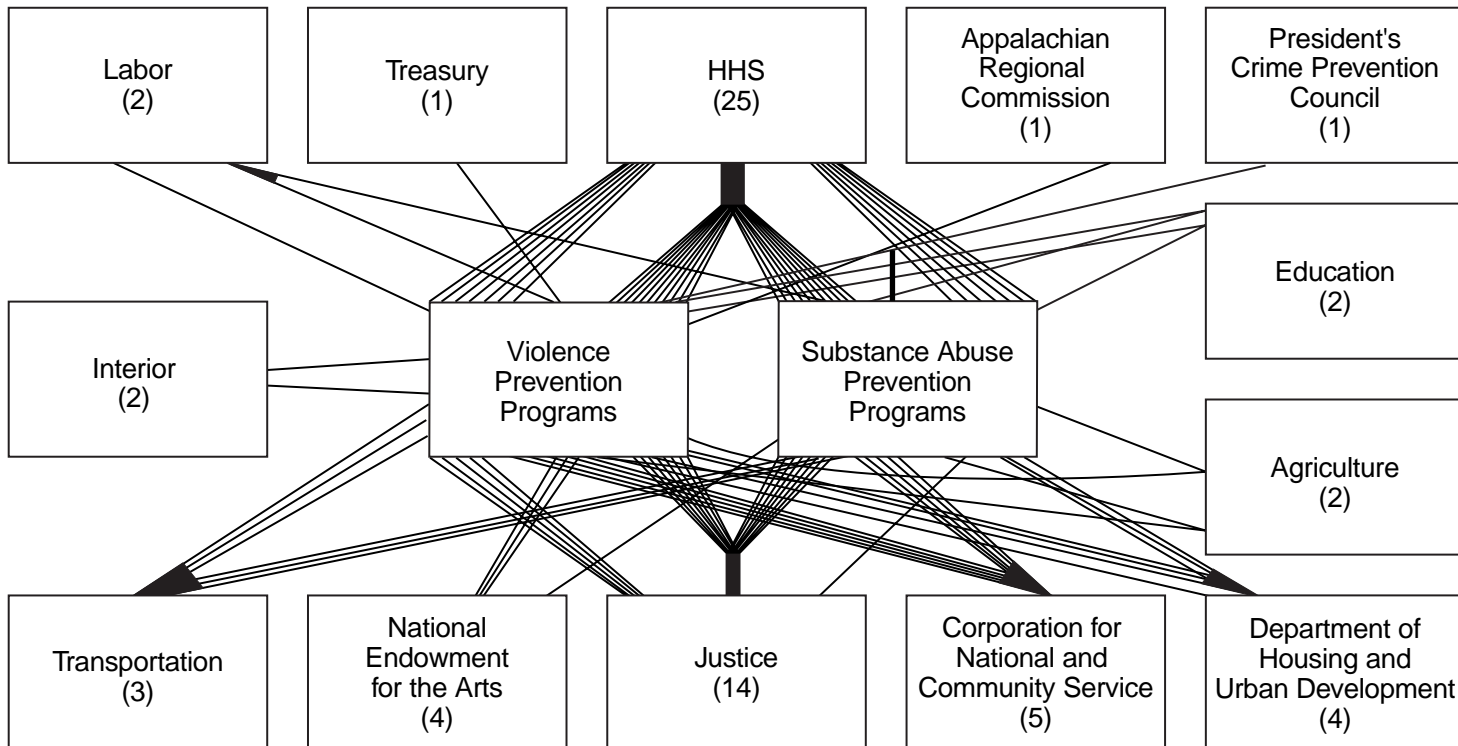 Labor
(2)
Treasury
(1)
HHS
(25)
Appalachian
Regional
Commission
(1)
President's
Crime Prevention
Council
(1)
Education
(2)
Interior
(2)
Violence
Prevention
Programs
Substance Abuse
Prevention
Programs
Agriculture
(2)
Transportation
(3)
National
Endowment
for the Arts
(4)
Justice
(14)
Corporation for
National and
Community Service
(5)
Department of
Housing and
Urban Development
(4)